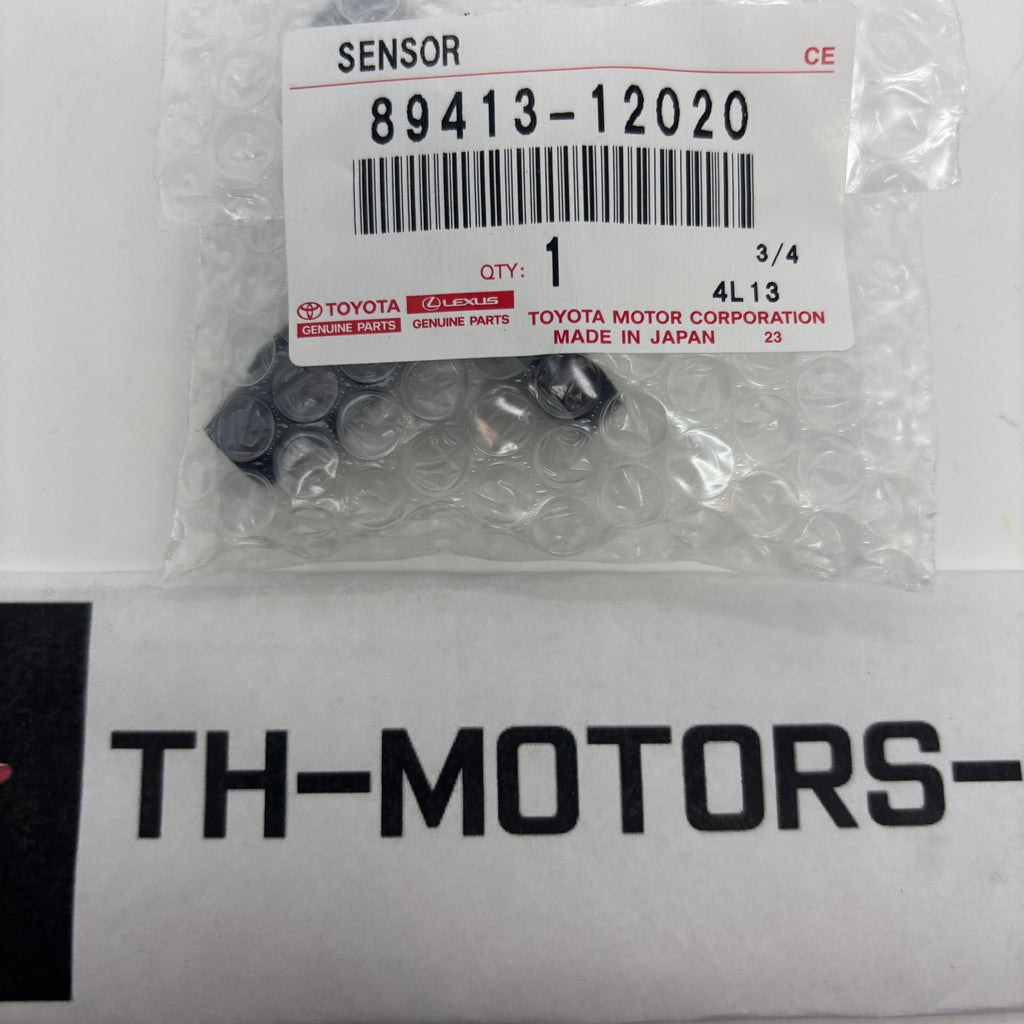 SENSOR
CE
89413-12020
QTY: 1
3/4
4L13
TOYOTA
GENUINE PARTS
LEXUS
GENUINE PARTS
TOYOTA MOTOR CORPORATION
MADE IN JAPAN 23
TH-MOTORS-